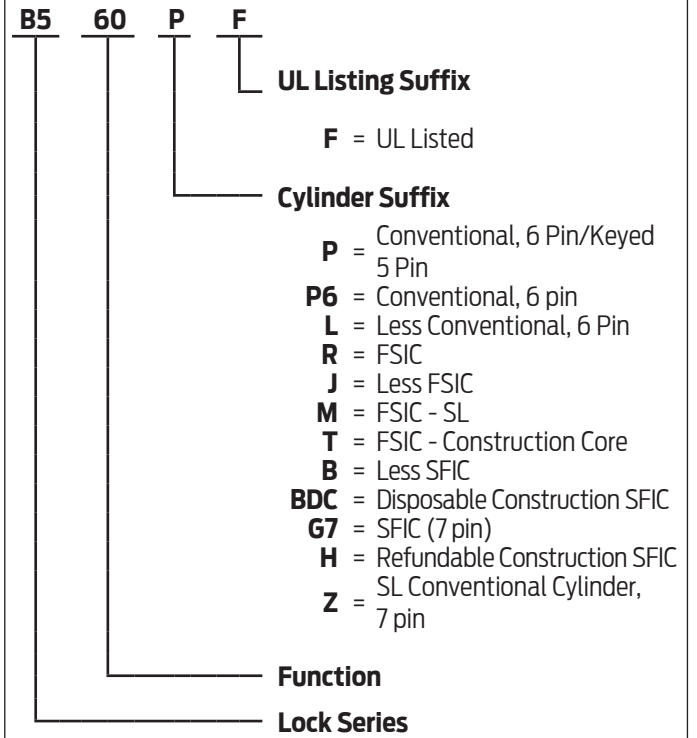 B5 60 P F
UL Listing Suffix
F = UL Listed
Cylinder Suffix
P = Conventional, 6 Pin/Keyed
5 Pin
P6 = Conventional, 6 pin
L = Less Conventional, 6 Pin
R = FSIC
J = Less FSIC
M = FSIC - SL
T = FSIC - Construction Core
B = Less SFIC
BDC = Disposable Construction SFIC
G7 = SFIC (7 pin)
H = Refundable Construction SFIC
Z = SL Conventional Cylinder,
7 pin
Function
Lock Series